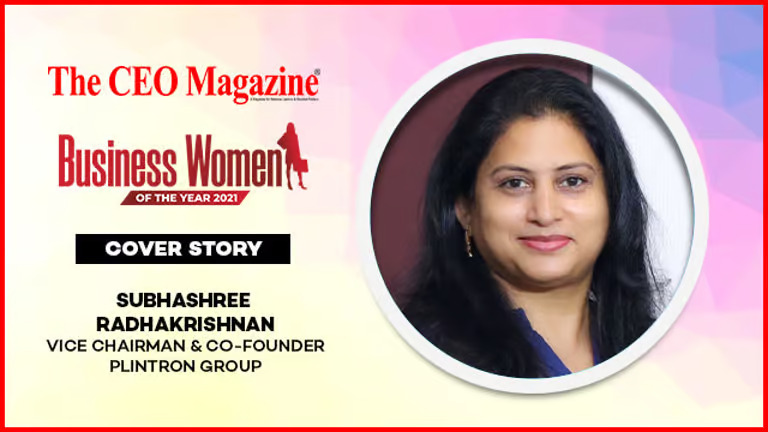 The CEO Magazine®
Business Women
OF THE YEAR 2021
COVER STORY
SUBHASHREE
RADHAKRISHNAN
VICE CHAIRMAN & CO-FOUNDER
PLINTRON GROUP